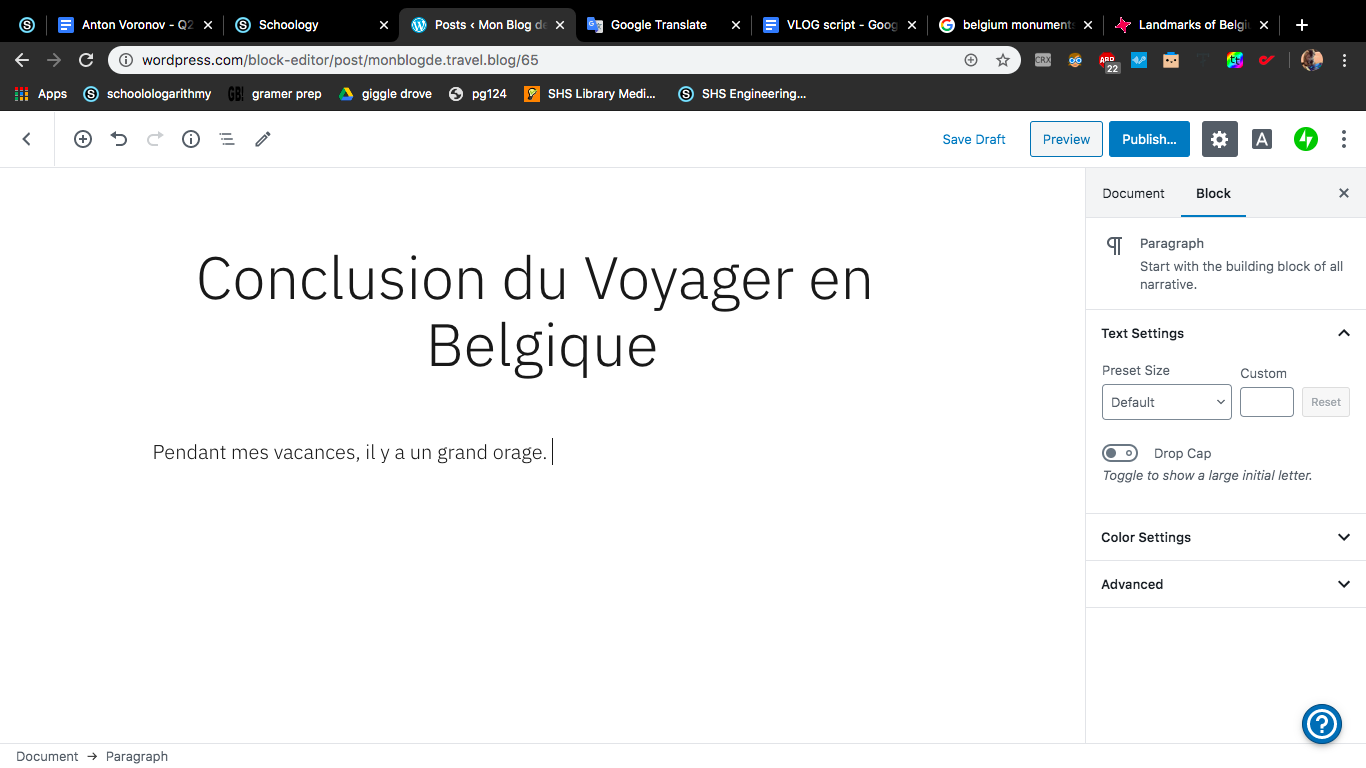 Anton Voronov - Q2
Schoology
Posts ‹ Mon Blog de
Google Translate
VLOG script - Goog
belgium monuments
Landmarks of Belgi
wordpress.com/block-editor/post/monblogde.travel.blog/65
CRX
ABP
22
Apps
schoolologarithmy
GB!
gramer prep
giggle drove
pg124
SHS Library Medi...
SHS Engineering...
Save Draft
Preview
Publish...
A
Document
Block
Paragraph
Start with the building block of all
narrative.
Conclusion du Voyager en
Belgique
Text Settings
Preset Size
Custom
Default
Reset
Pendant mes vacances, il y a un grand orage.
Drop Cap
Toggle to show a large initial letter.
Color Settings
Advanced
Document → Paragraph